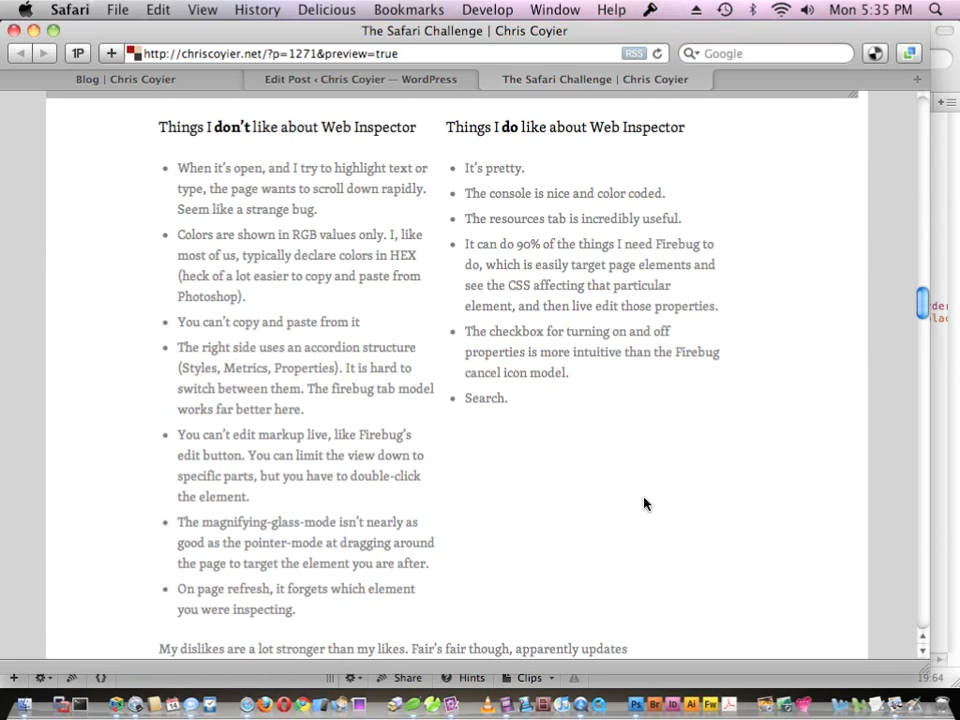 Safari File Edit View History Delicious Bookmarks Develop Window Help Mon 5:35 PM
The Safari Challenge | Chris Coyier
1P + http://chriscoyier.net/?p=1271&preview=true RSS Google
Blog | Chris Coyier Edit Post ‹ Chris Coyier — WordPress The Safari Challenge | Chris Coyier +
Things I don't like about Web Inspector
When it's open, and I try to highlight text or
type, the page wants to scroll down rapidly.
Seem like a strange bug.
Colors are shown in RGB values only. I, like
most of us, typically declare colors in HEX
(heck of a lot easier to copy and paste from
Photoshop).
You can't copy and paste from it
The right side uses an accordion structure
(Styles, Metrics, Properties). It is hard to
switch between them. The firebug tab model
works far better here.
You can't edit markup live, like Firebug's
edit button. You can limit the view down to
specific parts, but you have to double-click
the element.
The magnifying-glass-mode isn't nearly as
good as the pointer-mode at dragging around
the page to target the element you are after.
On page refresh, it forgets which element
you were inspecting.
Things I do like about Web Inspector
It's pretty.
The console is nice and color coded.
The resources tab is incredibly useful.
It can do 90% of the things I need Firebug to
do, which is easily target page elements and
see the CSS affecting that particular
element, and then live edit those properties.
The checkbox for turning on and off
properties is more intuitive than the Firebug
cancel icon model.
Search.
My dislikes are a lot stronger than my likes. Fair's fair though, apparently updates
Share Hints Clips 19:64
Ps Br Id Ai Fw